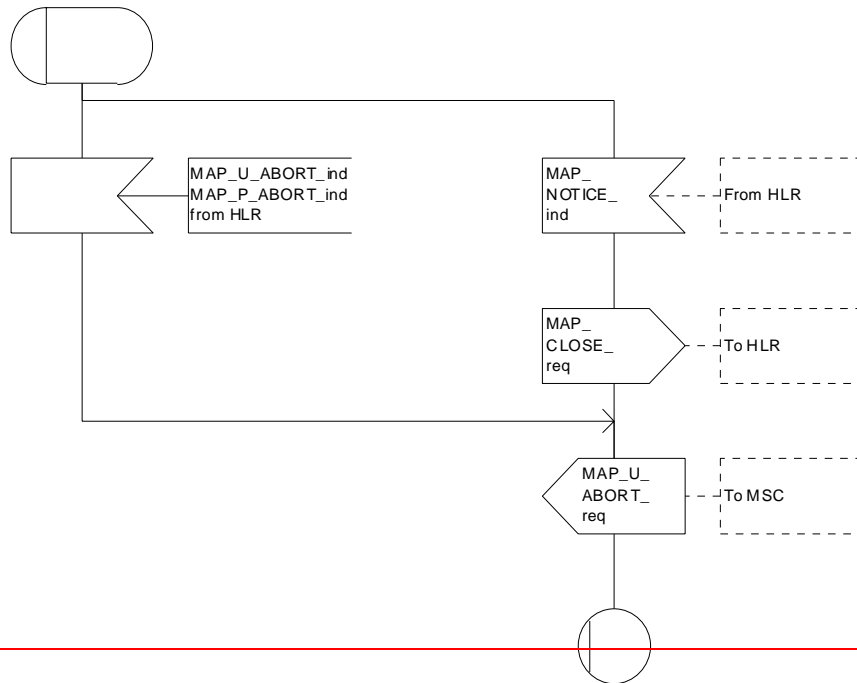 MAP_U_ABORT_ind
MAP_P_ABORT_ind
from HLR
MAP_
NOTICE_
ind
From HLR
MAP_
CLOSE_
req
To HLR
MAP_U_
ABORT_
req
To MSC